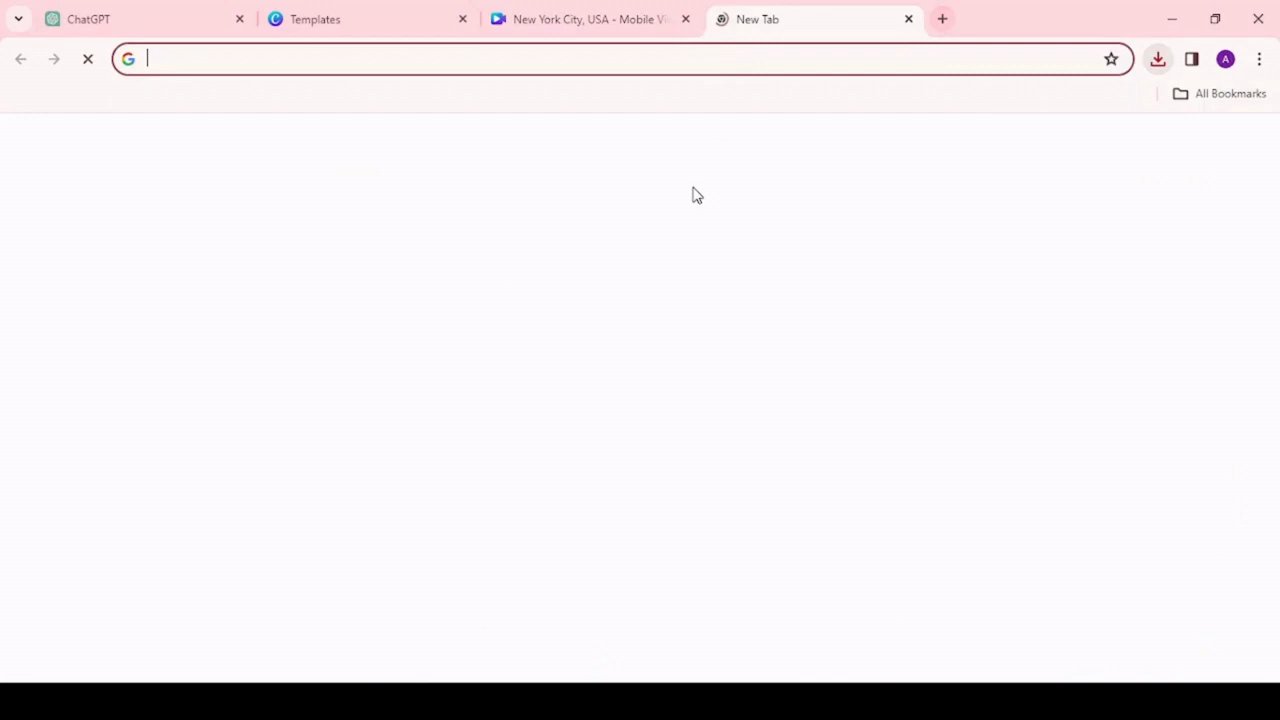 ChatGPT
Templates
New York City, USA - Mobile Vi
New Tab
A
All Bookmarks